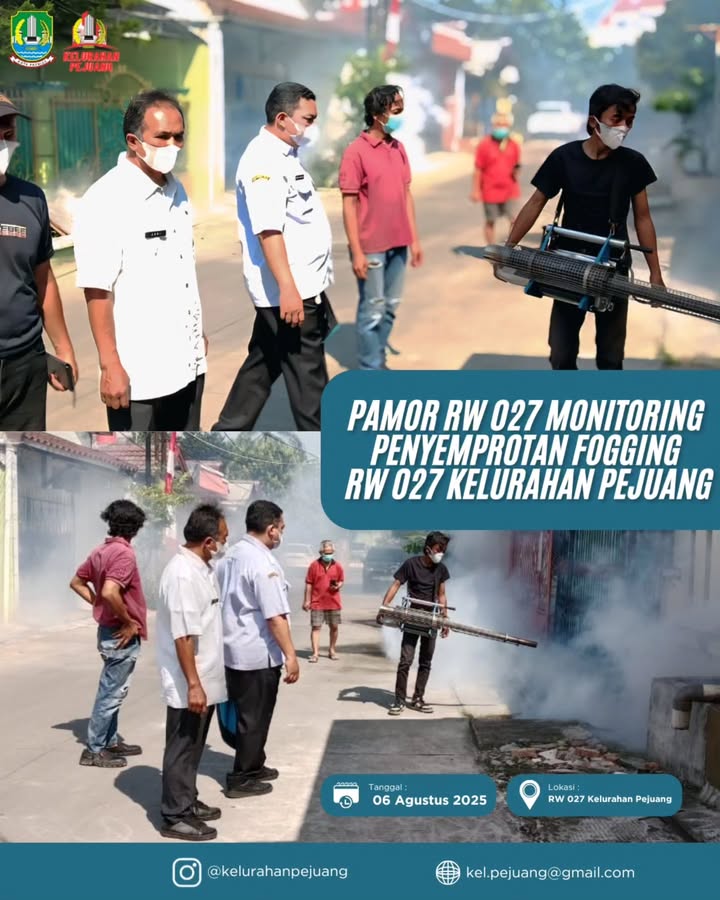 KELURAHAN
PEJUANG
PAMOR RW 027 MONITORING
PENYEMPROTAN FOGGING
RW 027 KELURAHAN PEJUANG
Tanggal :
06 Agustus 2025
Lokasi :
RW 027 Kelurahan Pejuang
@kelurahanpejuang
kel.pejuang@gmail.com